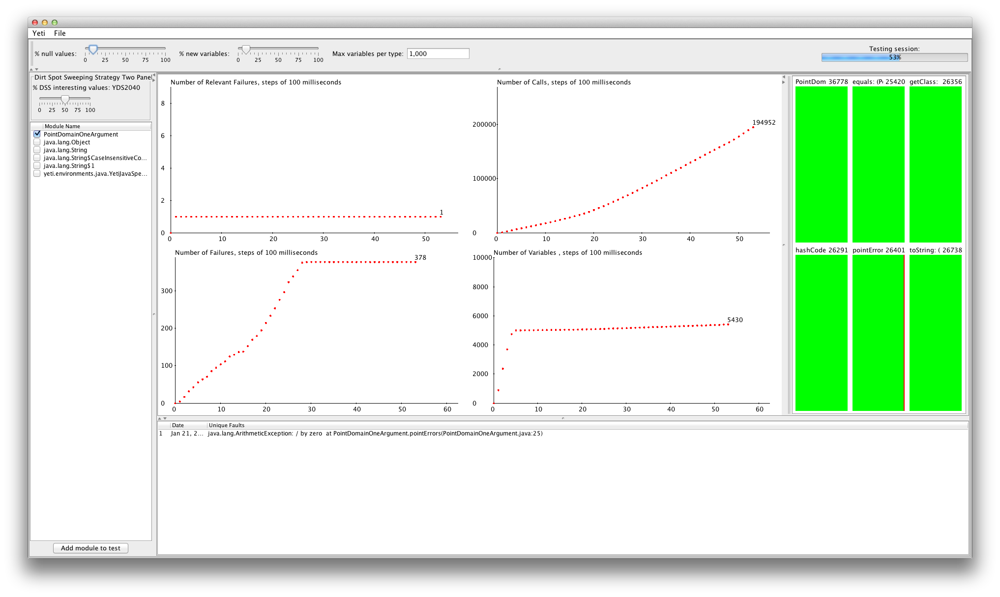 Yeti File
% null values:
0 25 50 75 100
% new variables:
0 25 50 75 100
Max variables per type: 1,000
Testing session:
53%
Dirt Spot Sweeping Strategy Two Panel
% DSS interesting values: YDS2040
0 25 50 75 100
Module Name
PointDomainOneArgument
java.lang.Object
java.lang.String
java.lang.String$CaseInsensitiveCo...
java.lang.String$1
yeti.environments.java.YetiJavaSpe...
Add module to test
Number of Relevant Failures, steps of 100 milliseconds
8
6
4
2
0
1
0 10 20 30 40 50
Number of Calls, steps of 100 milliseconds
200000
100000
0
194952
0 10 20 30 40 50
Number of Failures, steps of 100 milliseconds
300
200
100
0
378
0 10 20 30 40 50 60
Number of Variables , steps of 100 milliseconds
10000
8000
6000
4000
2000
0
5430
0 10 20 30 40 50 60
PointDom 36778 equals: (P 25420 getClass: 26356
hashCode 26291 pointError 26401 toString: ( 26738
Date Unique Faults
1 Jan 21, 2... java.lang.ArithmeticException: / by zero at PointDomainOneArgument.pointErrors(PointDomainOneArgument.java:25)